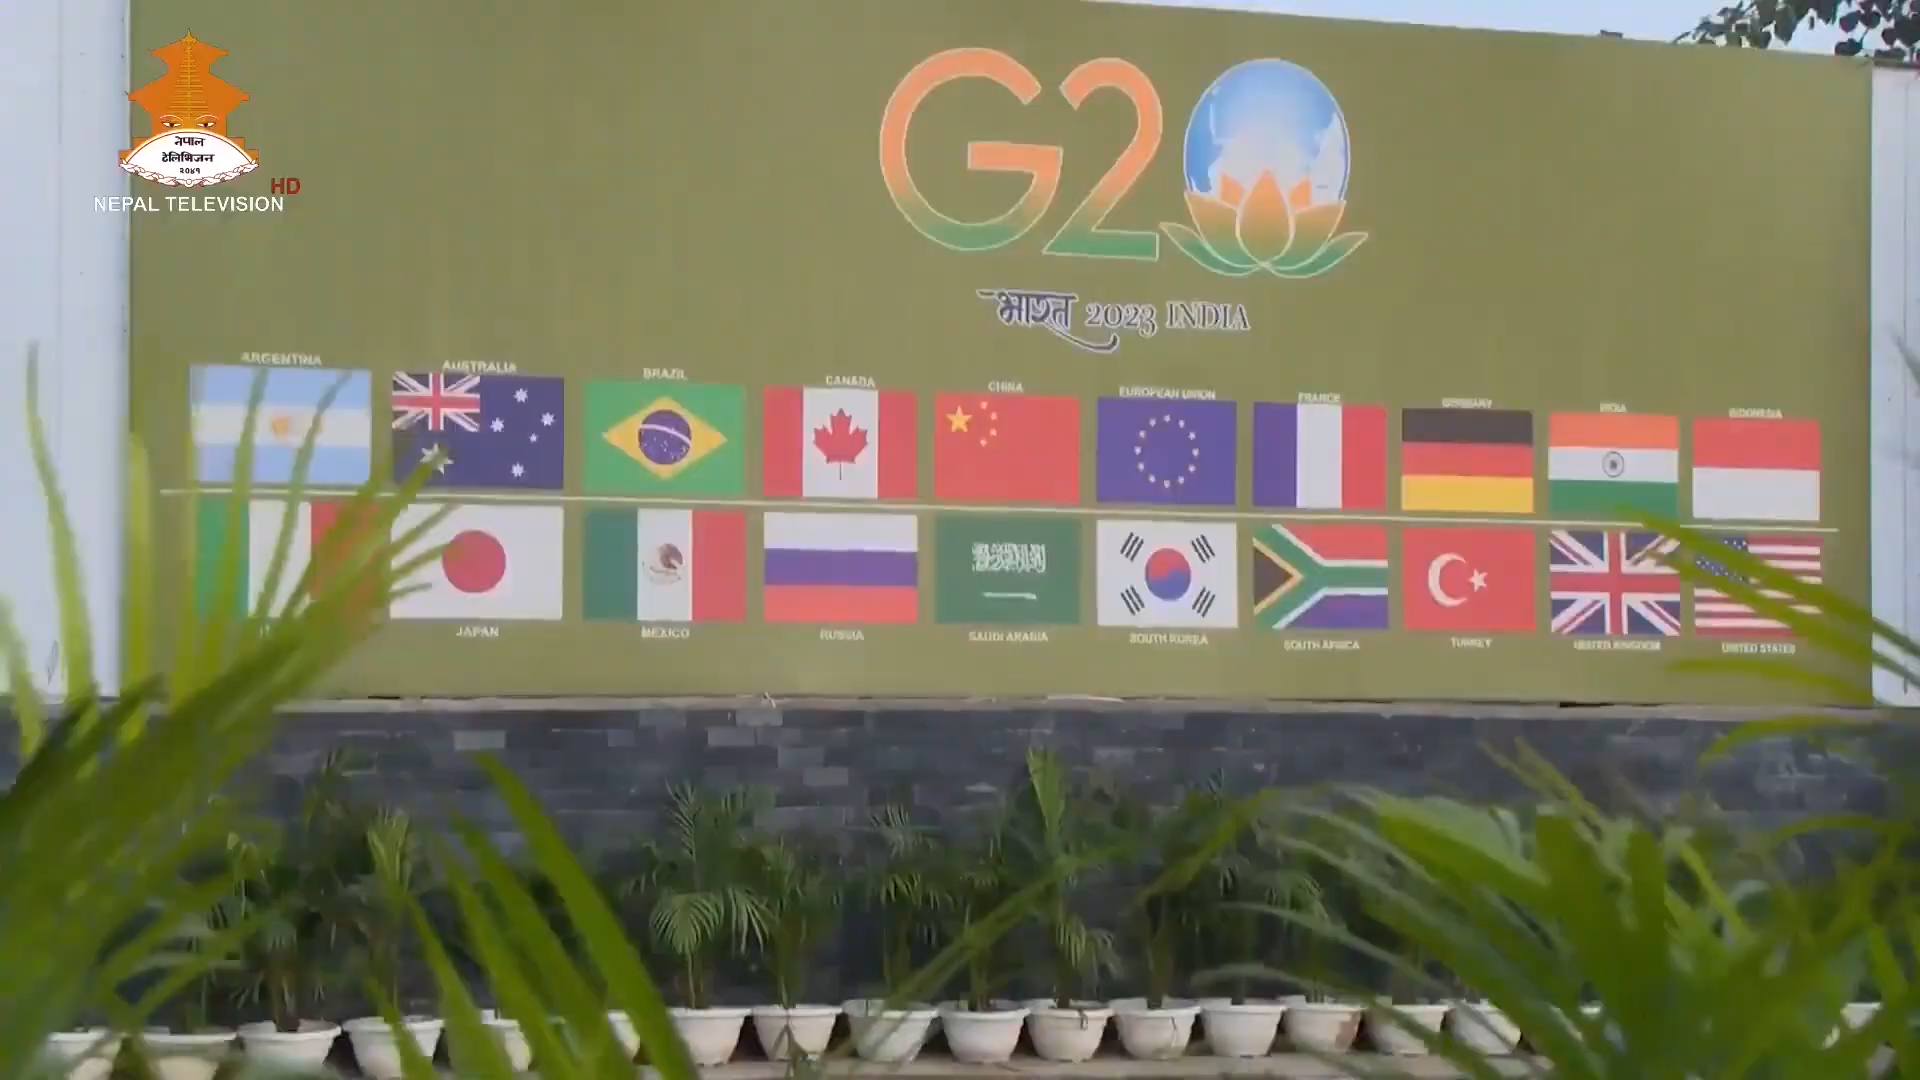 नेपाल
टेलिभिजन
२०४१
HD
NEPAL TELEVISION
G20
भारत 2023 INDIA
ARGENTINA
AUSTRALIA
BRAZIL
CANADA
CHINA
EUROPEAN UNION
FRANCE
GERMANY
INDIA
INDONESIA
JAPAN
MEXICO
RUSSIA
SAUDI ARABIA
SOUTH KOREA
SOUTH AFRICA
TURKEY
UNITED KINGDOM
UNITED STATES